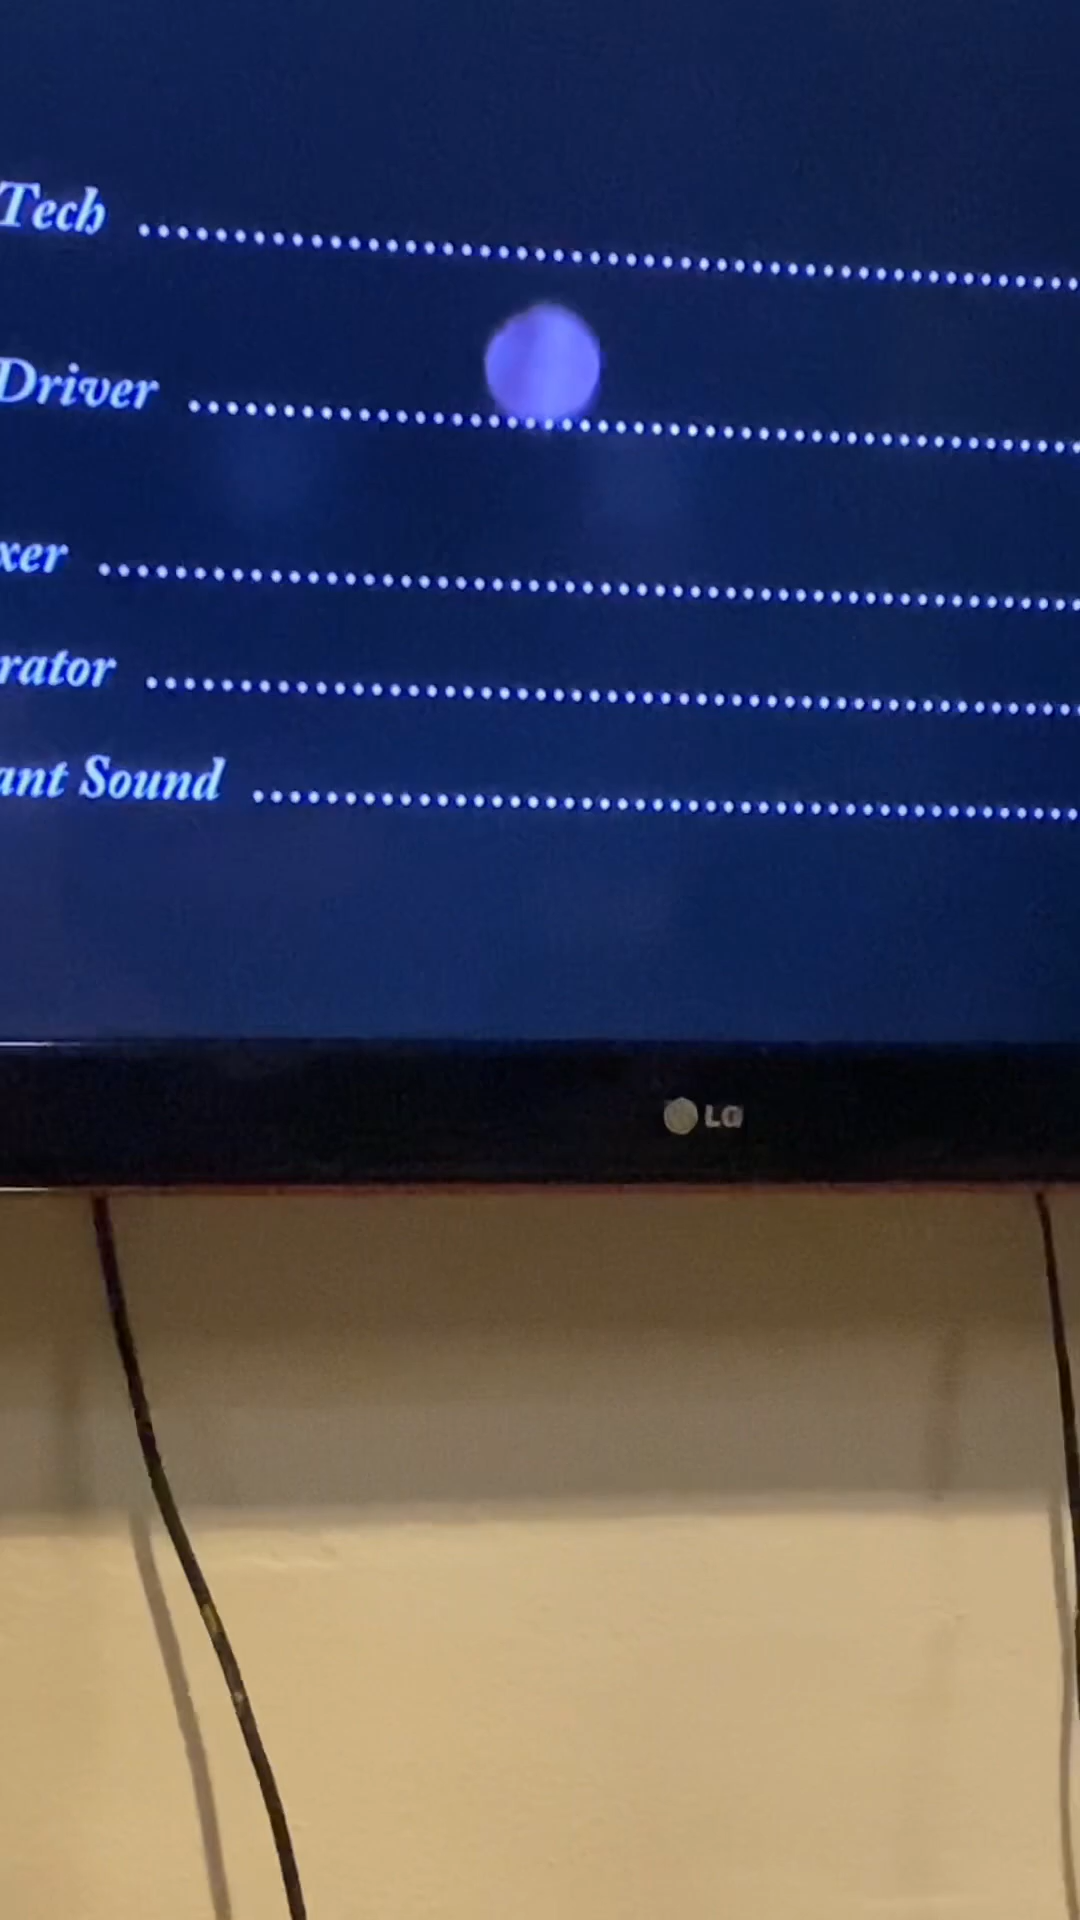 Tech ..................................................
Driver ...............................................
xer ....................................................
rator ..................................................
ant Sound ..............................................
LG